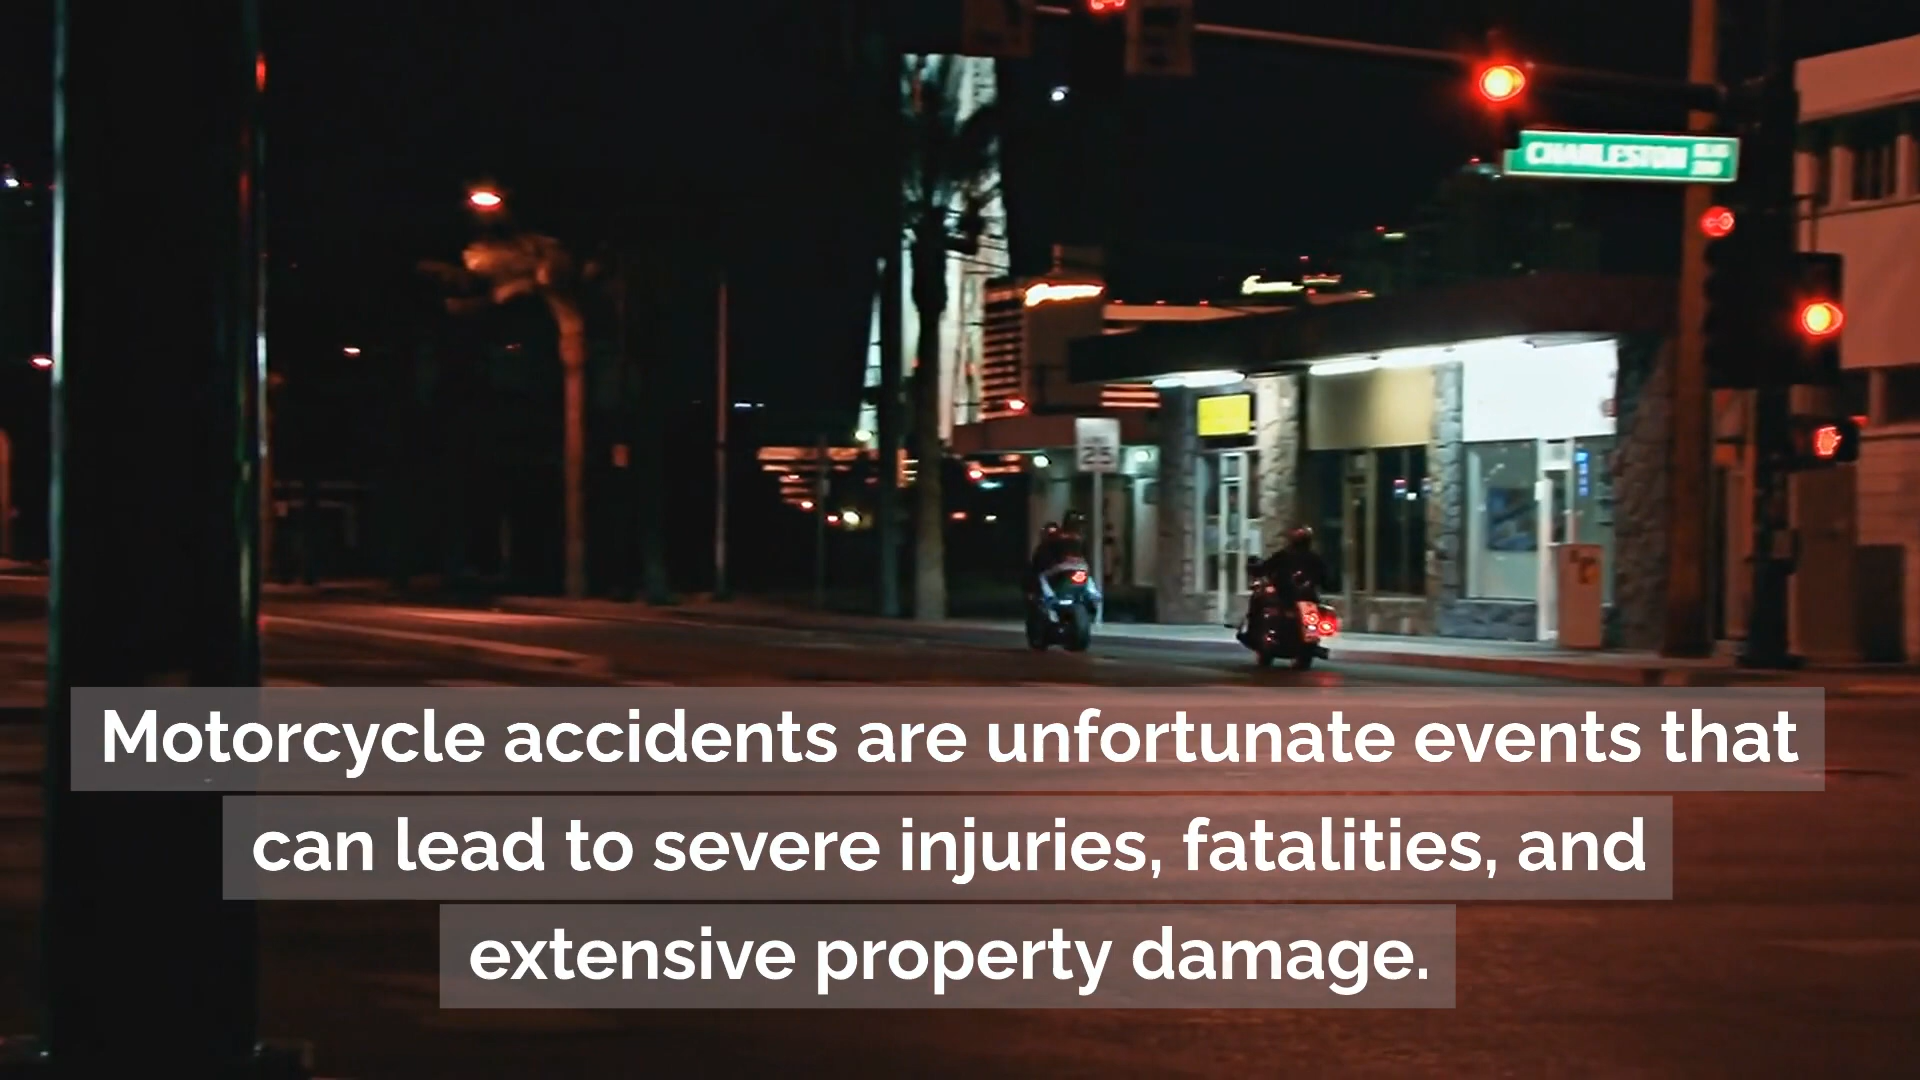 CHARLESTON
25
Motorcycle accidents are unfortunate events that
can lead to severe injuries, fatalities, and
extensive property damage.